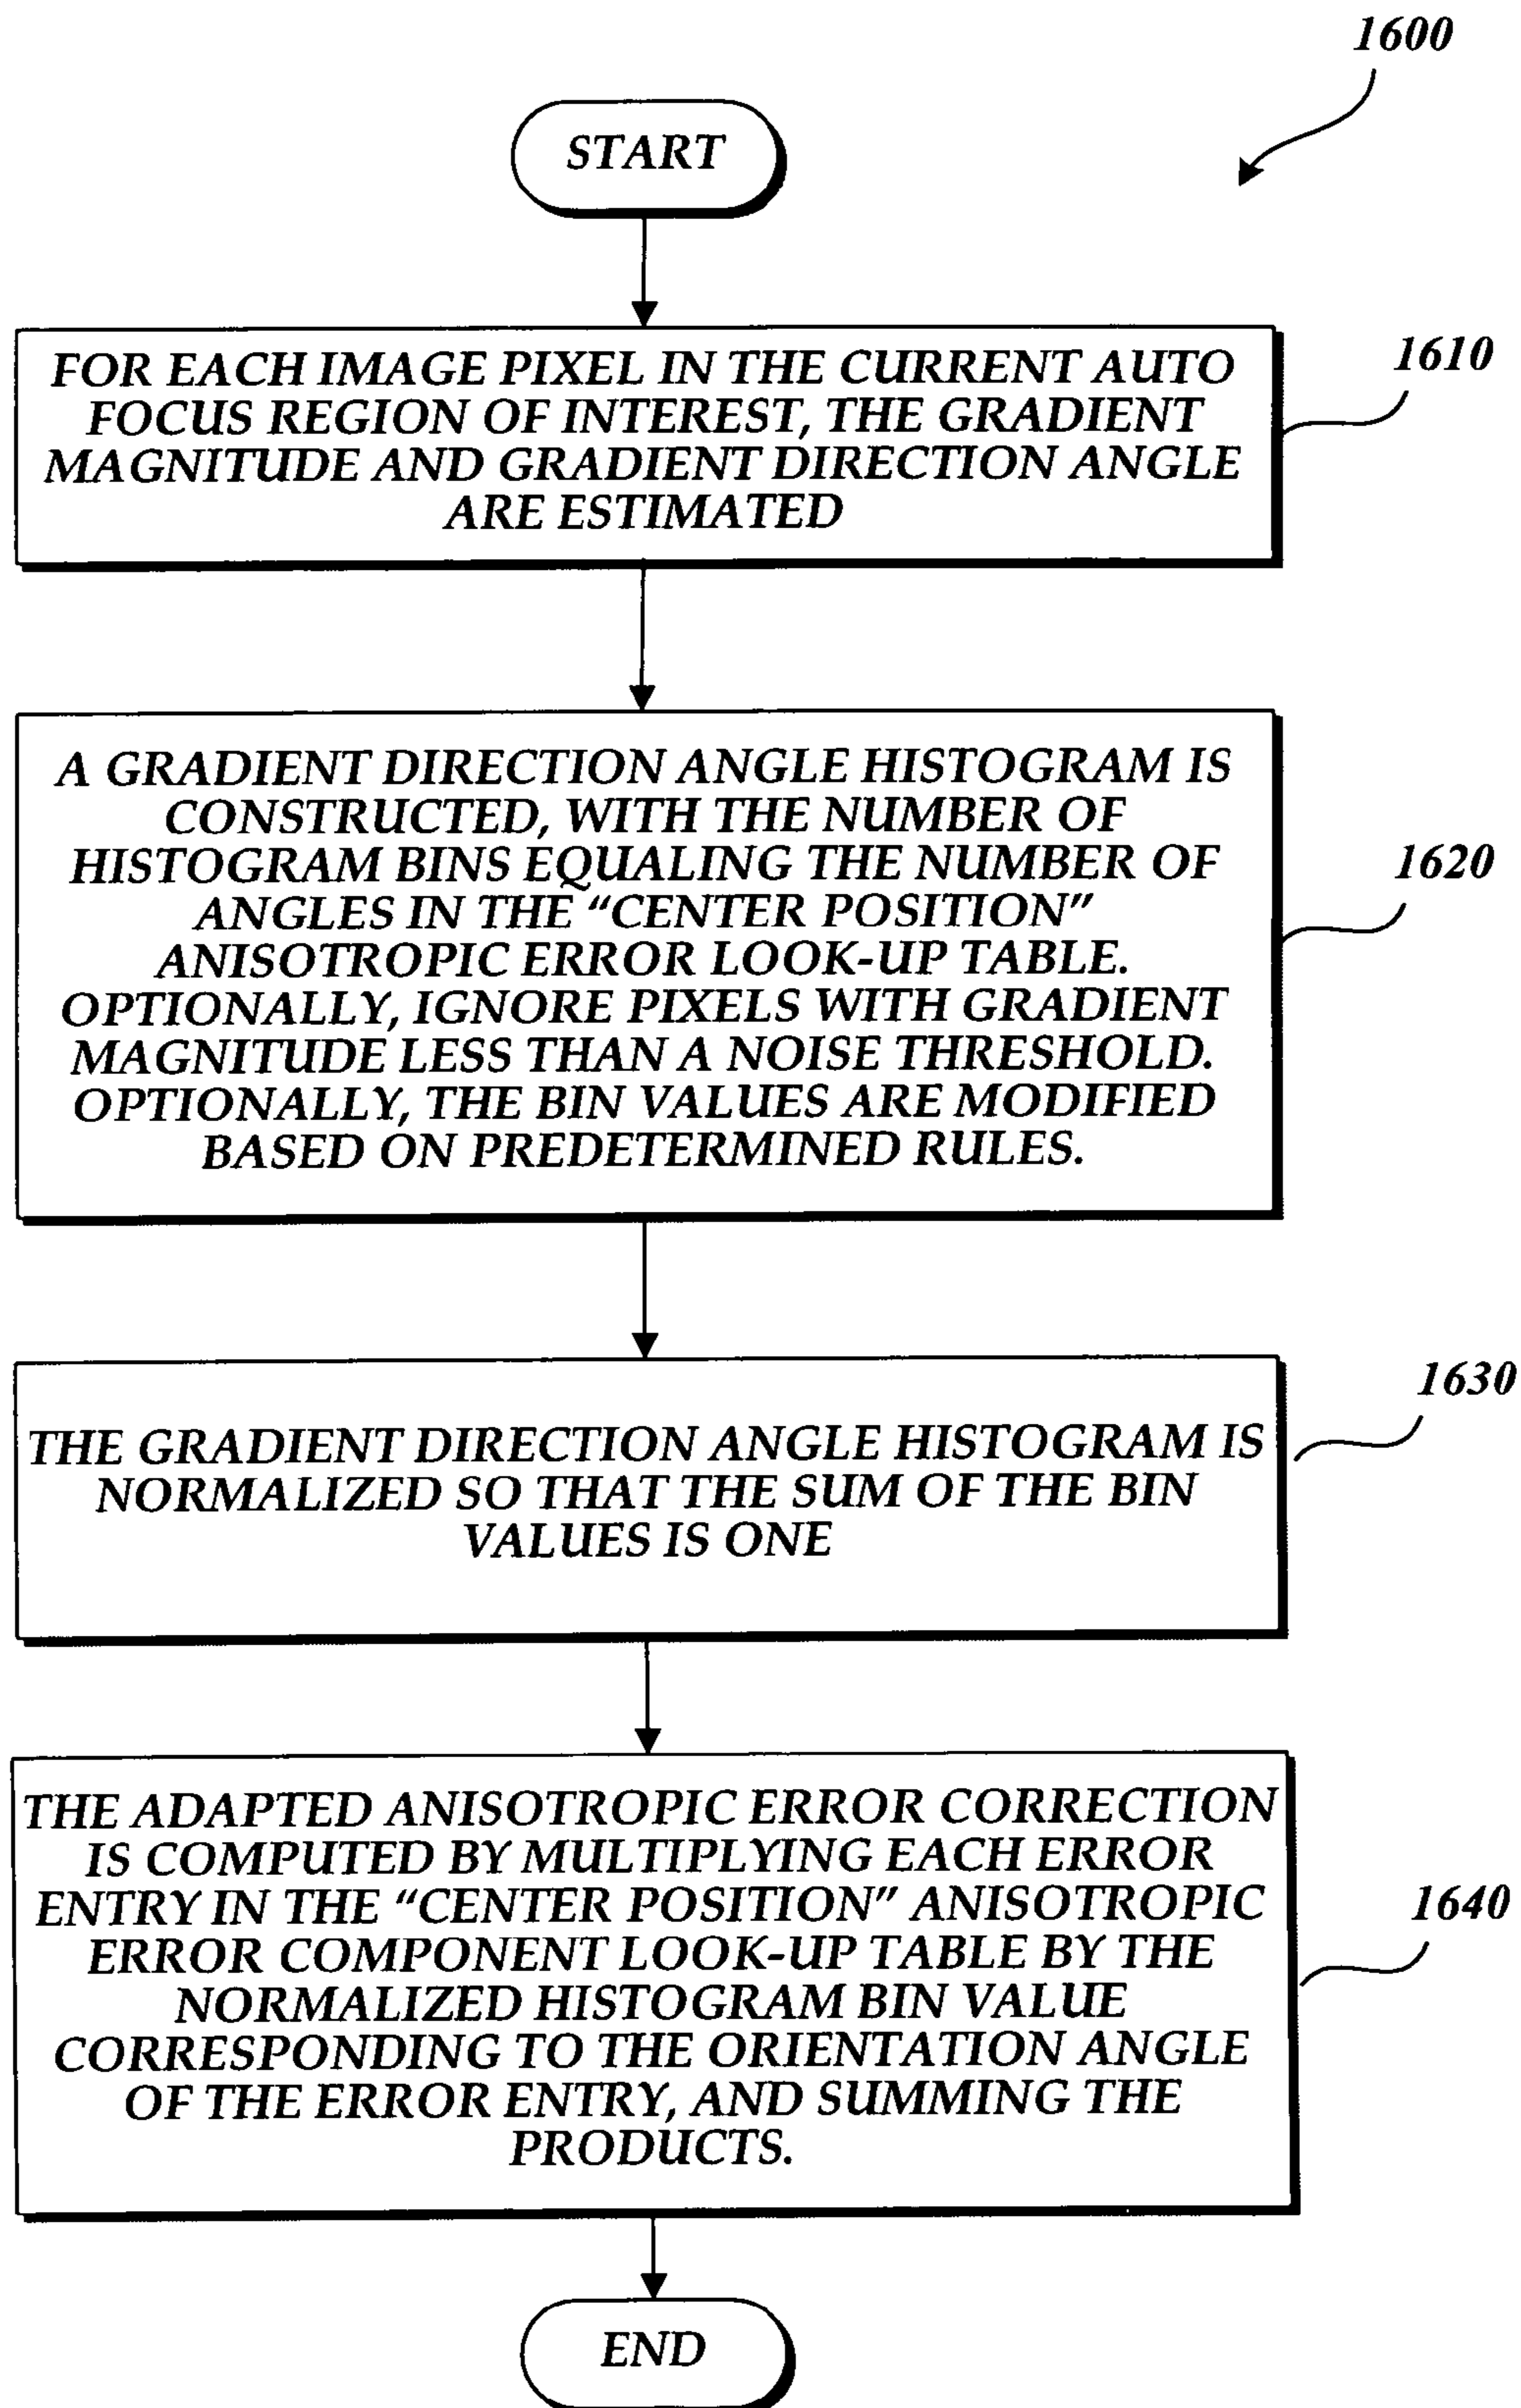 1600
START
FOR EACH IMAGE PIXEL IN THE CURRENT AUTO
FOCUS REGION OF INTEREST, THE GRADIENT
MAGNITUDE AND GRADIENT DIRECTION ANGLE
ARE ESTIMATED
1610
A GRADIENT DIRECTION ANGLE HISTOGRAM IS
CONSTRUCTED, WITH THE NUMBER OF
HISTOGRAM BINS EQUALING THE NUMBER OF
ANGLES IN THE “CENTER POSITION”
ANISOTROPIC ERROR LOOK-UP TABLE.
OPTIONALLY, IGNORE PIXELS WITH GRADIENT
MAGNITUDE LESS THAN A NOISE THRESHOLD.
OPTIONALLY, THE BIN VALUES ARE MODIFIED
BASED ON PREDETERMINED RULES.
1620
THE GRADIENT DIRECTION ANGLE HISTOGRAM IS
NORMALIZED SO THAT THE SUM OF THE BIN
VALUES IS ONE
1630
THE ADAPTED ANISOTROPIC ERROR CORRECTION
IS COMPUTED BY MULTIPLYING EACH ERROR
ENTRY IN THE “CENTER POSITION” ANISOTROPIC
ERROR COMPONENT LOOK-UP TABLE BY THE
NORMALIZED HISTOGRAM BIN VALUE
CORRESPONDING TO THE ORIENTATION ANGLE
OF THE ERROR ENTRY, AND SUMMING THE
PRODUCTS.
1640
END